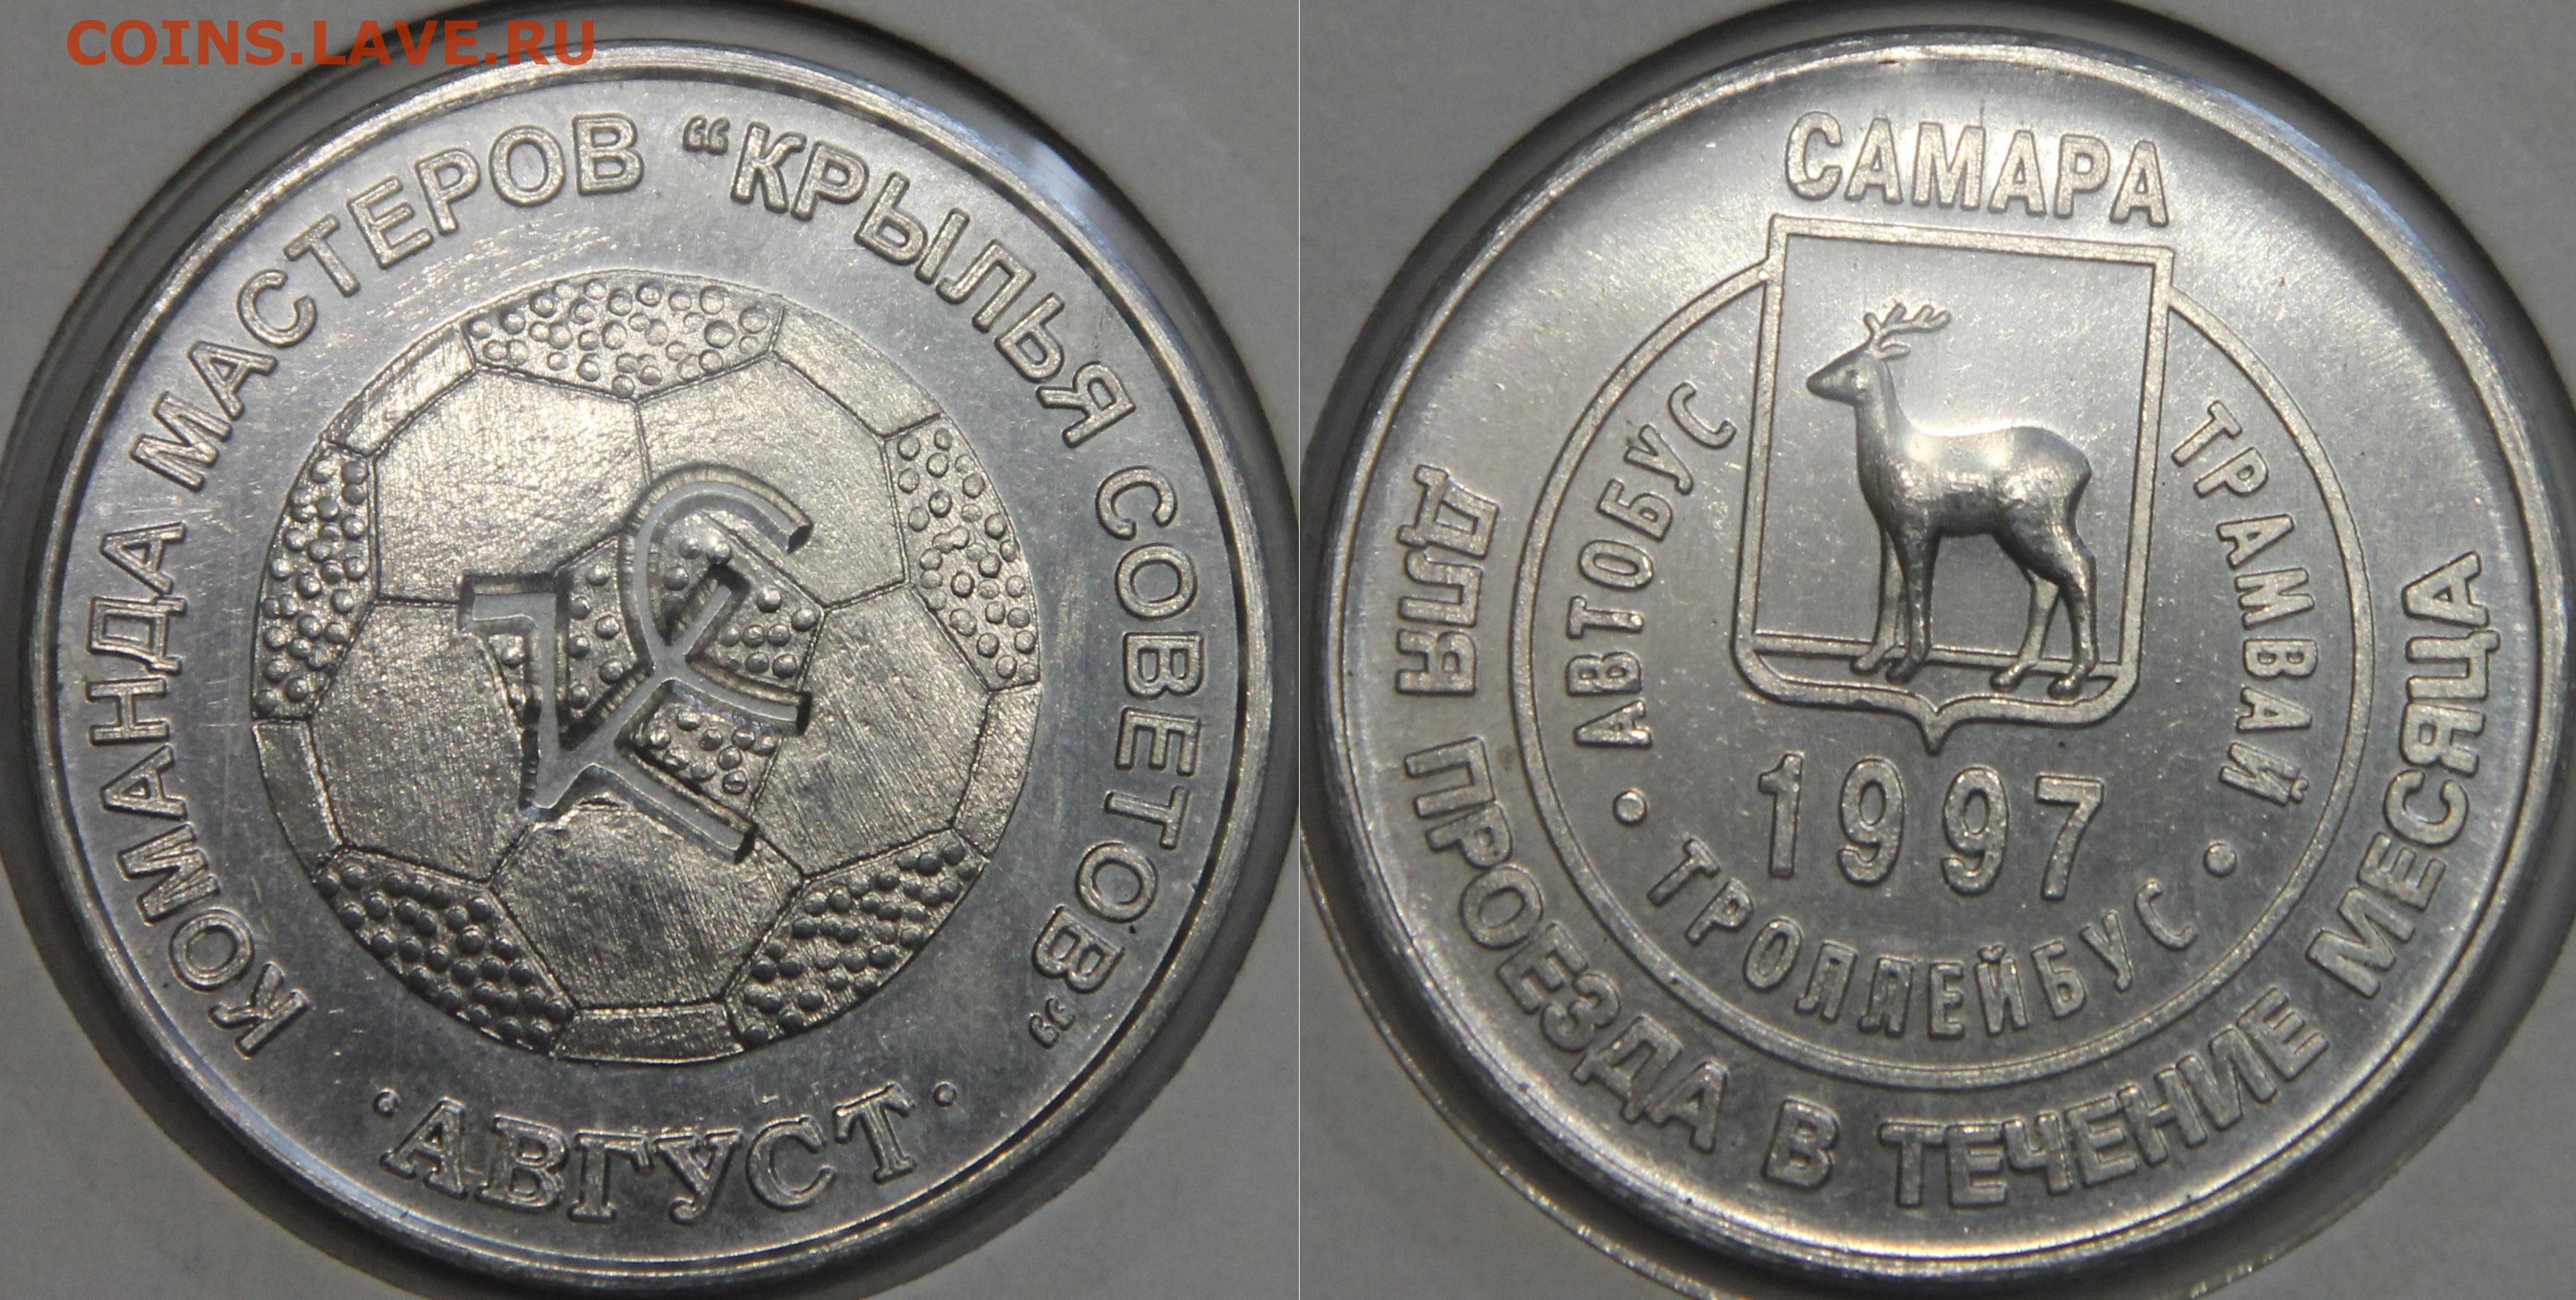 COINS.LAVE.RU
КОМАНДА МАСТЕРОВ “КРЫЛЬЯ СОВЕТОВ”
· АВГУСТ ·
САМАРА
АВТОБУС
ТРАМВАЙ
1997
· ТРОЛЛЕЙБУС ·
ДЛЯ ПРОЕЗДА В ТЕЧЕНИЕ МЕСЯЦА